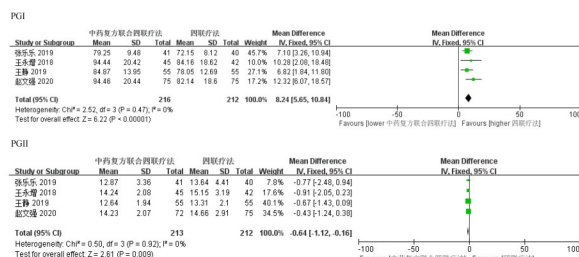 PGI
中药复方联合四联疗法 四联疗法 Mean Difference Mean Difference
Study or Subgroup Mean SD Total Mean SD Total Weight IV, Fixed, 95% CI IV, Fixed, 95% CI
张乐乐 2019 79.25 9.48 41 72.15 8.12 40 45.7% 7.10 [3.26, 10.94]
王永增 2018 94.44 20.42 45 84.16 18.62 42 10.0% 10.28 [2.08, 18.48]
王静 2019 84.87 13.95 55 78.05 12.69 55 27.1% 6.82 [1.84, 11.80]
赵文强 2020 94.46 20.44 75 82.14 18.6 75 17.2% 12.32 [6.07, 18.57]
Total (95% CI) 216 212 100.0% 8.24 [5.65, 10.84]
Heterogeneity: Chi² = 2.52, df = 3 (P = 0.47); I² = 0%
Test for overall effect: Z = 6.22 (P < 0.00001)
-100 -50 0 50 100
Favours [lower 中药复方联合四联疗法] Favours [higher 四联疗法]
PGII
中药复方联合四联疗法 四联疗法 Mean Difference Mean Difference
Study or Subgroup Mean SD Total Mean SD Total Weight IV, Fixed, 95% CI IV, Fixed, 95% CI
张乐乐 2019 12.87 3.36 41 13.64 4.41 40 7.8% -0.77 [-2.48, 0.94]
王永增 2018 14.24 2.08 45 15.15 3.19 42 17.6% -0.91 [-2.05, 0.23]
王静 2019 12.64 1.94 55 13.31 2.1 55 40.0% -0.67 [-1.43, 0.09]
赵文强 2020 14.23 2.07 72 14.66 2.91 75 34.5% -0.43 [-1.24, 0.38]
Total (95% CI) 213 212 100.0% -0.64 [-1.12, -0.16]
Heterogeneity: Chi² = 0.50, df = 3 (P = 0.92); I² = 0%
Test for overall effect: Z = 2.61 (P = 0.009)
-100 -50 0 50 100